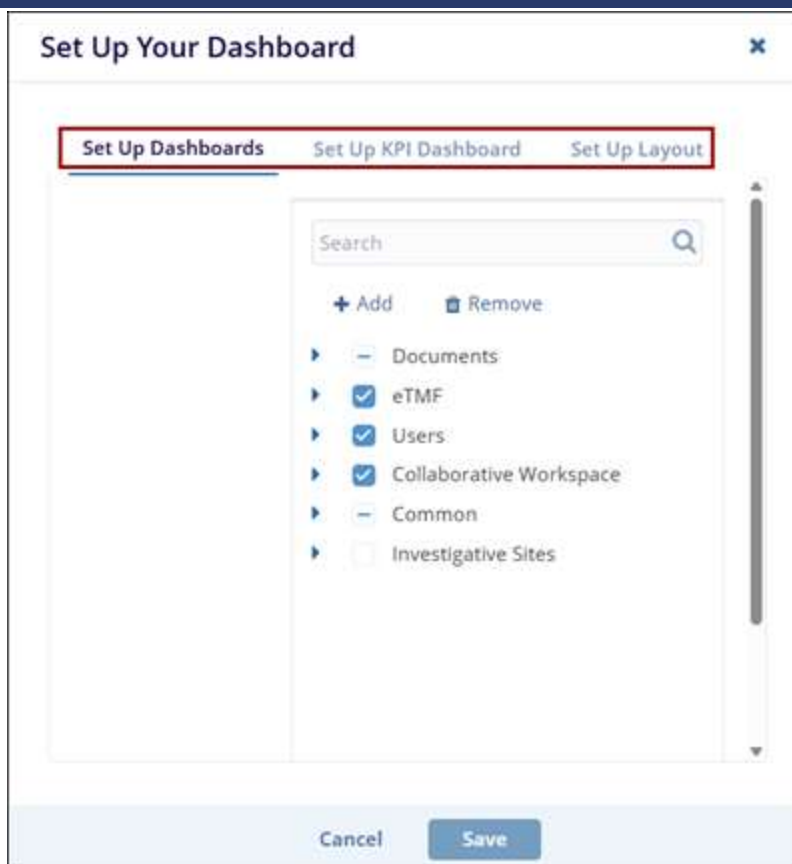 Set Up Your Dashboard
Set Up Dashboards Set Up KPI Dashboard Set Up Layout
Search
Add Remove
Documents
eTMF
Users
Collaborative Workspace
Common
Investigative Sites
Cancel Save